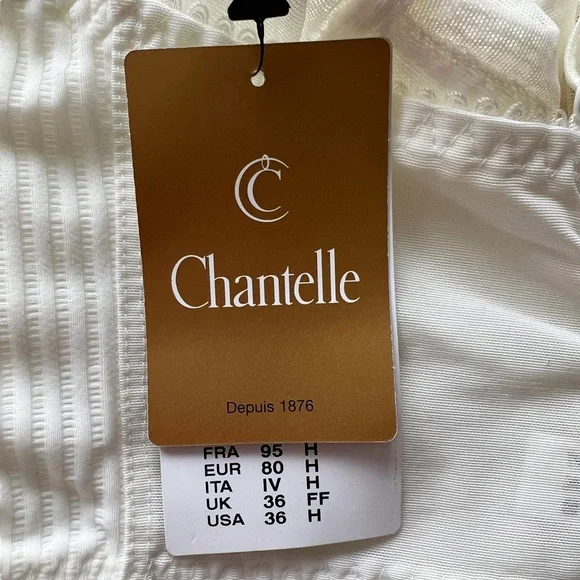 Chantelle
Depuis 1876
FRA 95 H
EUR 80 H
ITA IV H
UK 36 FF
USA 36 H